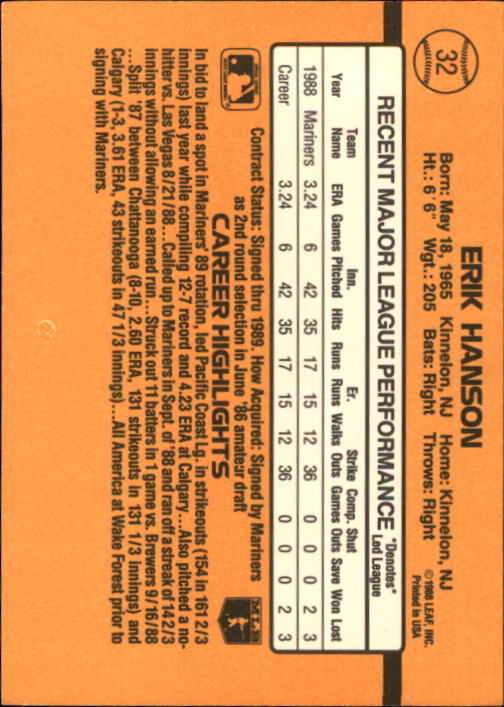 32
ERIK HANSON
Born: May 18, 1965 Kinnelon, NJ Home: Kinnelon, NJ
Ht.: 6'6" Wgt.: 205 Bats: Right Throws: Right
©1988 LEAF, INC.
Printed in USA
RECENT MAJOR LEAGUE PERFORMANCE *Denotes*
Led League
Team Inn. Er. Strike Comp. Shut
Year Name ERA Games Pitched Hits Runs Runs Walks Outs Games Outs Save Won Lost
1988 Mariners 3.24 6 42 35 17 15 12 36 0 0 0 2 3
Career 3.24 6 42 35 17 15 12 36 0 0 0 2 3
Contract Status: Signed thru 1989. How Acquired: Signed by Mariners
as 2nd round selection in June '86 amateur draft
MLB
CAREER HIGHLIGHTS
In bid to land a spot in Mariners' 89 rotation, led Pacific Coast Lg. in strikeouts (154 in 161 2/3
innings) last year while compiling 12-7 record and 4.23 ERA at Calgary...Also pitched a no-
hitter vs. Las Vegas 8/21/88...Called up to Mariners in Sept. of '88 and ran off a streak of 14 2/3
innings without allowing an earned run...Struck out 11 batters in 1 game vs. Brewers 9/16/88
...Split '87 between Chattanooga (8-10, 2.60 ERA, 131 strikeouts in 131 1/3 innings) and
Calgary (1-3, 3.61 ERA, 43 strikeouts in 47 1/3 innings)...All America at Wake Forest prior to
signing with Mariners.